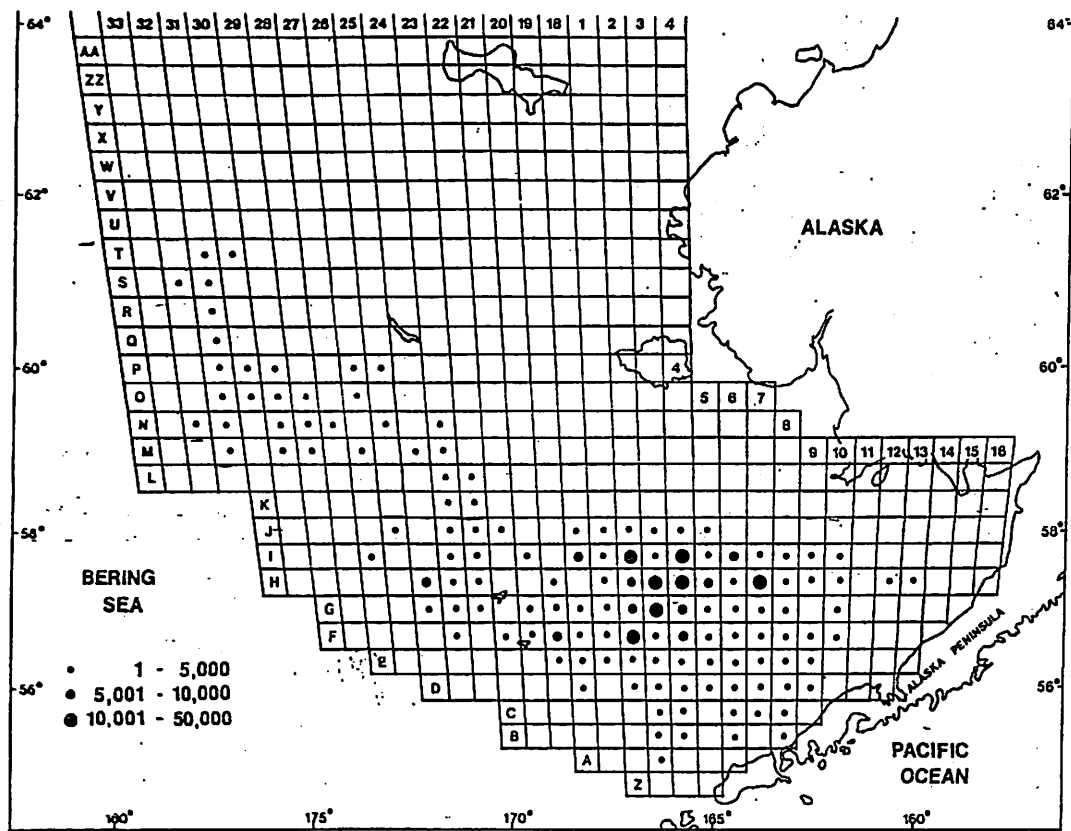 64° 33 32 31 30 29 28 27 26 25 24 23 22 21 20 19 18 1 2 3 4 64°
AA
ZZ
Y
X
W
62° V 62°
U
ALASKA
T
S
R
Q
60° P 4 60°
O 5 6 7
N 8
M 9 10 11 12 13 14 15 16
L
K
58° J 58°
I
BERING
SEA
H
G
F
E
• 1 - 5,000
• 5,001 - 10,000
• 10,001 - 50,000
56° D 56°
ALASKA PENINSULA
C
B
A
Z
PACIFIC
OCEAN
180° 175° 170° 165° 160°